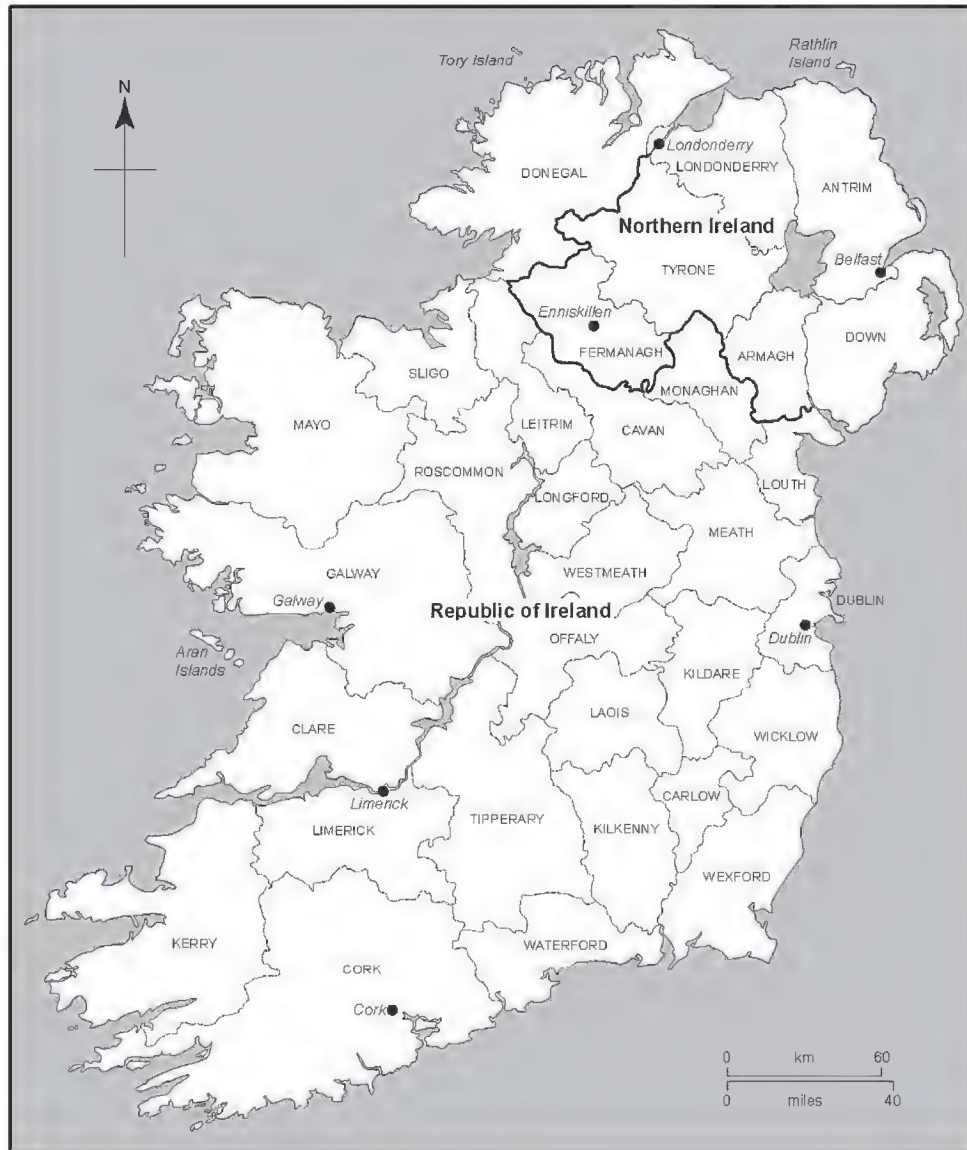 Rathlin
Island
Tory Island
N
Londonderry
LONDONDERRY
DONEGAL
ANTRIM
Northern Ireland
Belfast
TYRONE
Enniskillen
DOWN
FERMANAGH
ARMAGH
SLIGO
MONAGHAN
MAYO
LEITRIM
CAVAN
ROSCOMMON
LOUTH
LONGFORD
MEATH
GALWAY
WESTMEATH
Galway
DUBLIN
Republic of Ireland
Dublin
OFFALY
Aran
Islands
KILDARE
LAOIS
CLARE
WICKLOW
CARLOW
Limerick
TIPPERARY
KILKENNY
LIMERICK
WEXFORD
KERRY
WATERFORD
CORK
Cork
0 km 60
0 miles 40